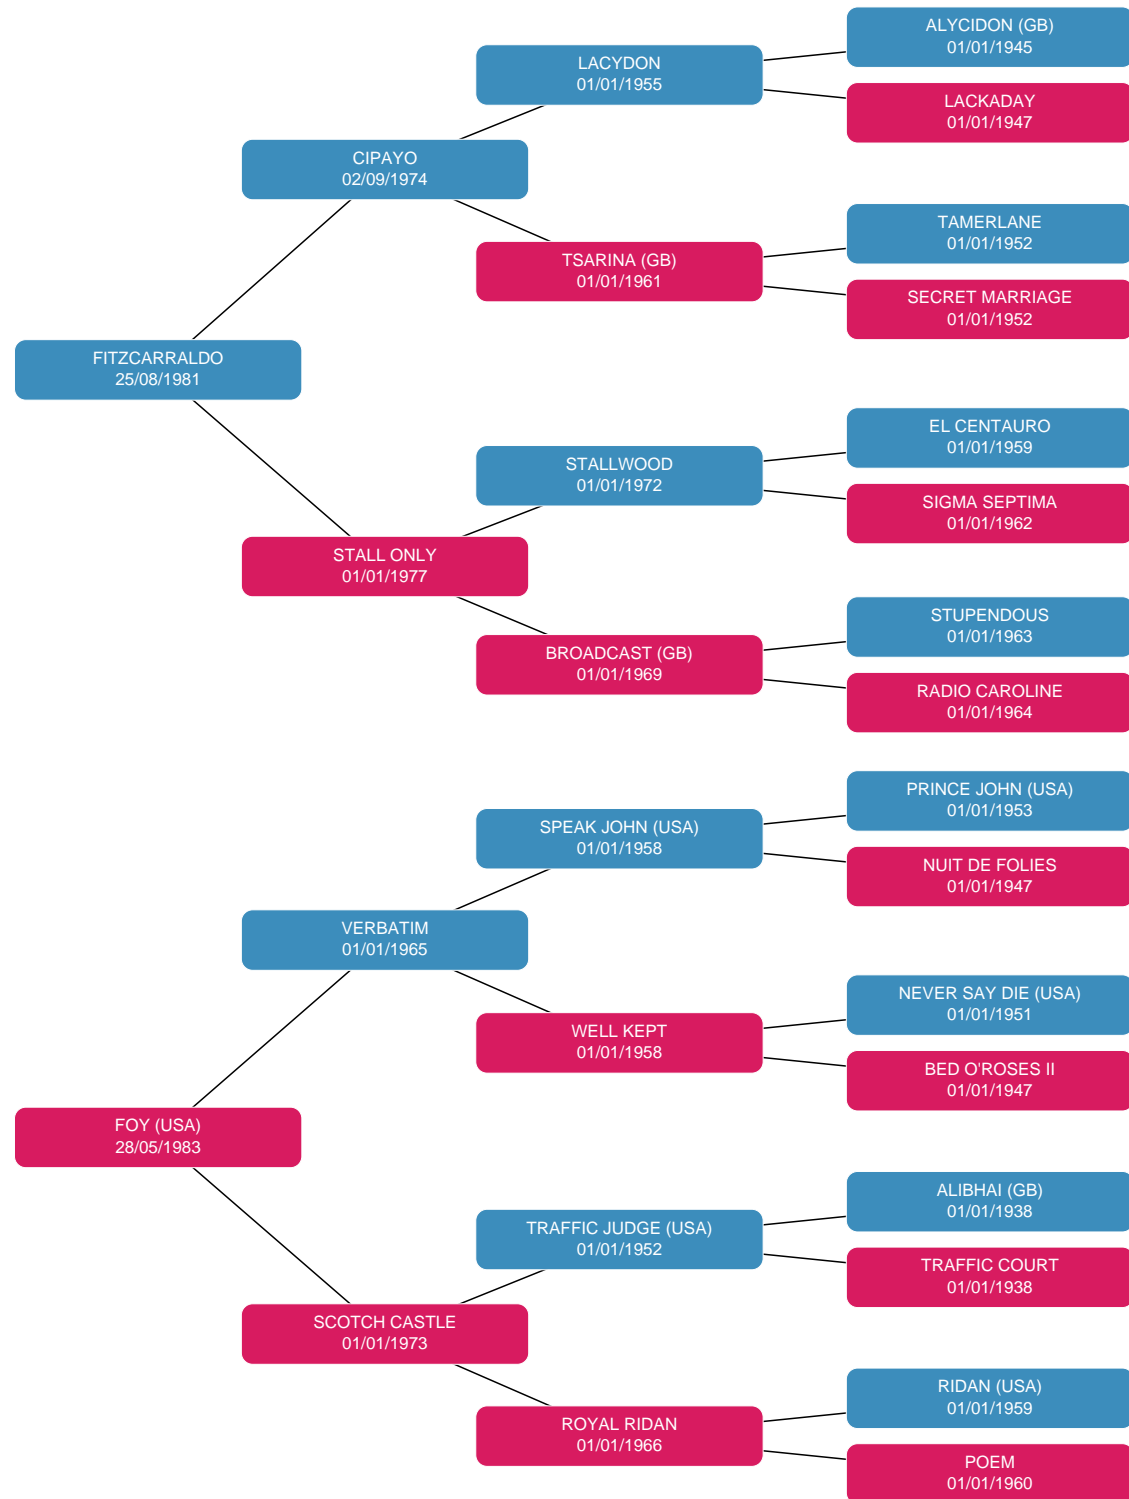 ALYCIDON (GB)
01/01/1945
LACYDON
01/01/1955
LACKADAY
01/01/1947
CIPAYO
02/09/1974
TAMERLANE
01/01/1952
TSARINA (GB)
01/01/1961
SECRET MARRIAGE
01/01/1952
FITZCARRALDO
25/08/1981
EL CENTAURO
01/01/1959
STALLWOOD
01/01/1972
SIGMA SEPTIMA
01/01/1962
STALL ONLY
01/01/1977
STUPENDOUS
01/01/1963
BROADCAST (GB)
01/01/1969
RADIO CAROLINE
01/01/1964
PRINCE JOHN (USA)
01/01/1953
SPEAK JOHN (USA)
01/01/1958
NUIT DE FOLIES
01/01/1947
VERBATIM
01/01/1965
NEVER SAY DIE (USA)
01/01/1951
WELL KEPT
01/01/1958
BED O'ROSES II
01/01/1947
FOY (USA)
28/05/1983
ALIBHAI (GB)
01/01/1938
TRAFFIC JUDGE (USA)
01/01/1952
TRAFFIC COURT
01/01/1938
SCOTCH CASTLE
01/01/1973
RIDAN (USA)
01/01/1959
ROYAL RIDAN
01/01/1966
POEM
01/01/1960